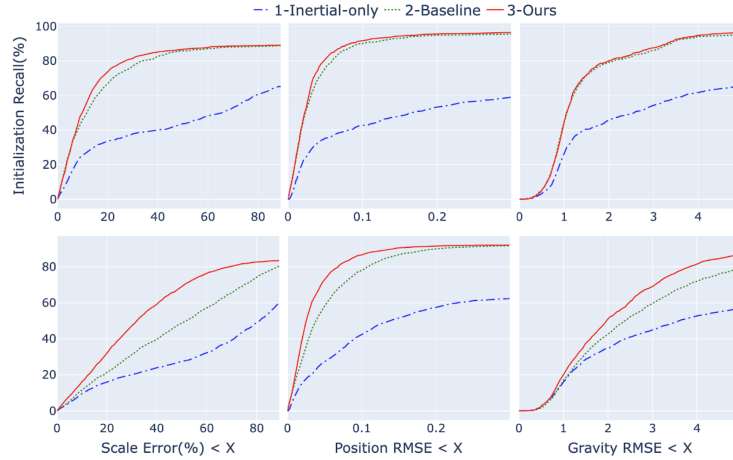 1-Inertial-only 2-Baseline 3-Ours
Initialization Recall(%)
100
80
60
40
20
0
0 20 40 60 80
0 0.1 0.2
0 1 2 3 4
80
60
40
20
0
0 20 40 60 80
0 0.1 0.2
0 1 2 3 4
Scale Error(%) < X Position RMSE < X Gravity RMSE < X